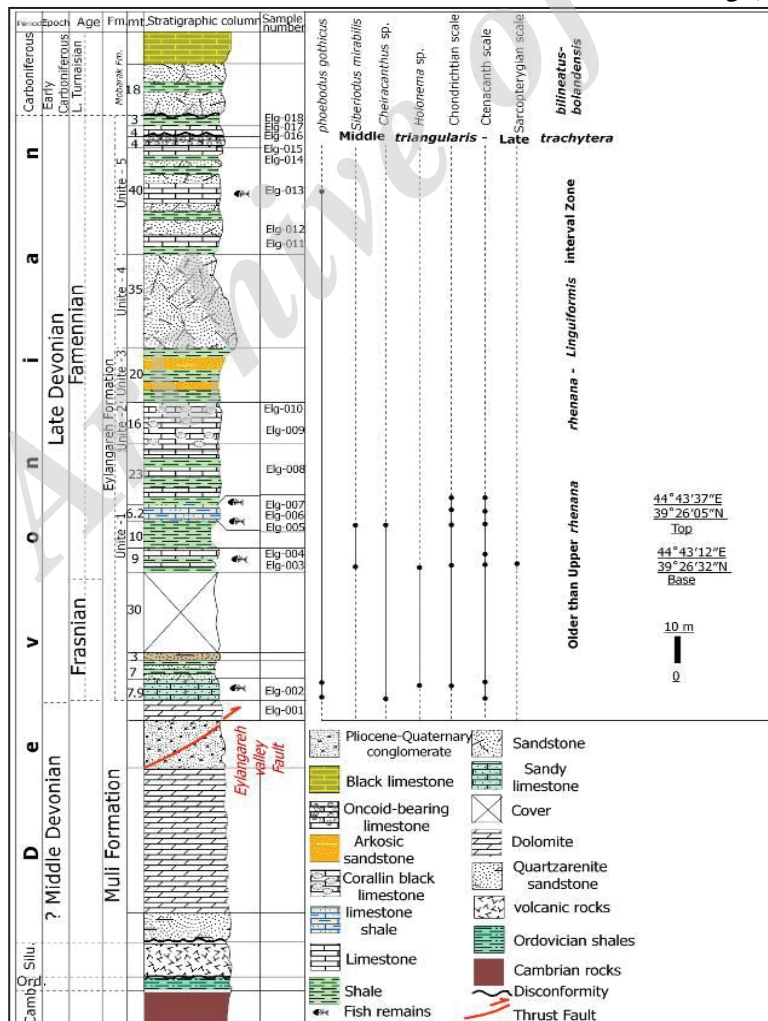 Period
Epoch
Age
Fm.
mt.
Stratigraphic column
Sample
number
Carboniferous
Early
Carboniferous
L. Turnaisian
Mobarak Fm.
18
3
4
4
Unite - 5
40
Unite - 4
35
Unite - 3
20
Unite - 2
16
Eylangareh Formation
23
Unite - 1
5.2
10
9
30
3
7
7.9
Devonian
Late Devonian
Famennian
Frasnian
? Middle Devonian
Muli Formation
Silu.
Ord.
Camb
Elg-018
Elg-017
Elg-016
Elg-015
Elg-014
Elg-013
Elg-012
Elg-011
Elg-010
Elg-009
Elg-008
Elg-007
Elg-006
Elg-005
Elg-004
Elg-003
Elg-002
Elg-001
Eylangareh
valley
Fault
phoebodus gothicus
Siberiodus mirabilis
Cheiracanthus sp.
Holonema sp.
Chondrichtian scale
Ctenacanth scale
Sarcopterygian scale
bilineatus-
bolandensis
Middle triangularis - Late trachytera
rhenana - Linguiformis interval Zone
Older than Upper rhenana
44°43'37"E
39°26'05"N
Top
44°43'12"E
39°26'32"N
Base
10 m
0
Pliocene-Quaternary
conglomerate
Black limestone
Oncoid-bearing
limestone
Arkosic
sandstone
Corallin black
limestone
limestone
shale
Limestone
Shale
Fish remains
Sandstone
Sandy
limestone
Cover
Dolomite
Quartzarenite
sandstone
volcanic rocks
Ordovician shales
Cambrian rocks
Disconformity
Thrust Fault
Archive of